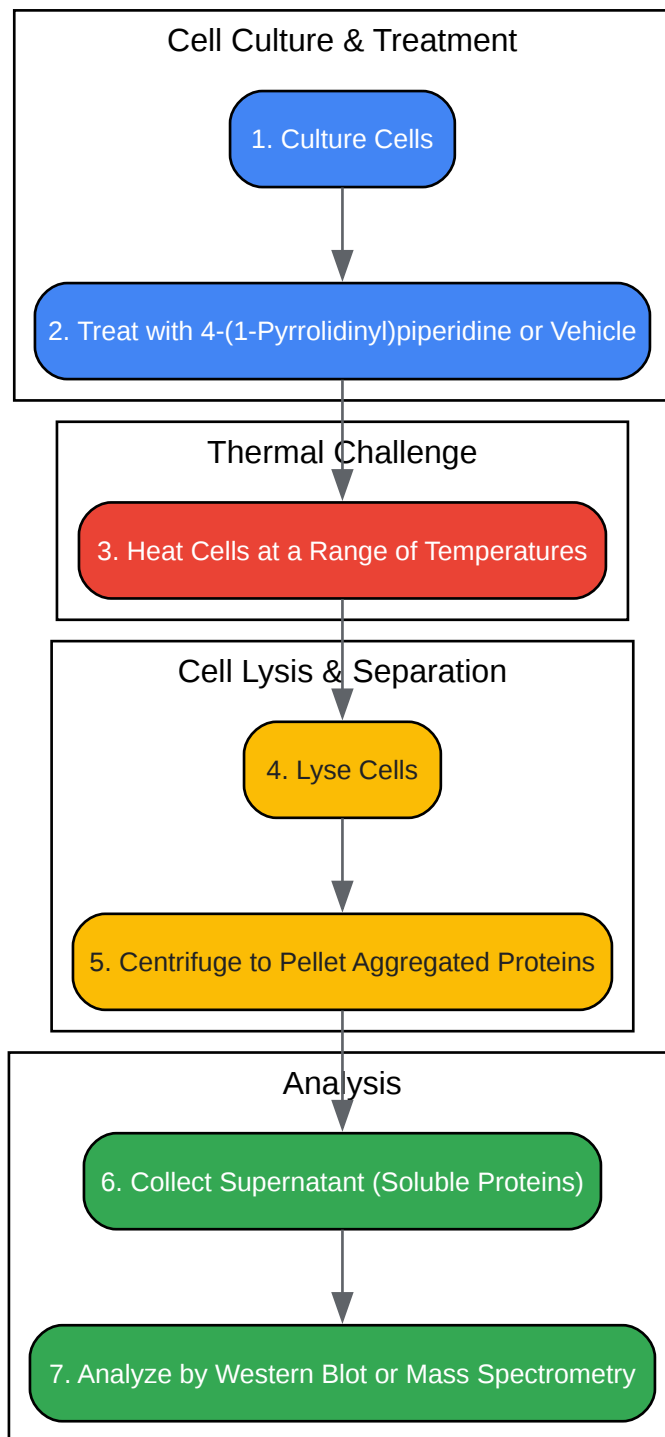 Cell Culture & Treatment
1. Culture Cells
2. Treat with 4-(1-Pyrrolidinyl)piperidine or Vehicle
Thermal Challenge
3. Heat Cells at a Range of Temperatures
Cell Lysis & Separation
4. Lyse Cells
5. Centrifuge to Pellet Aggregated Proteins
Analysis
6. Collect Supernatant (Soluble Proteins)
7. Analyze by Western Blot or Mass Spectrometry